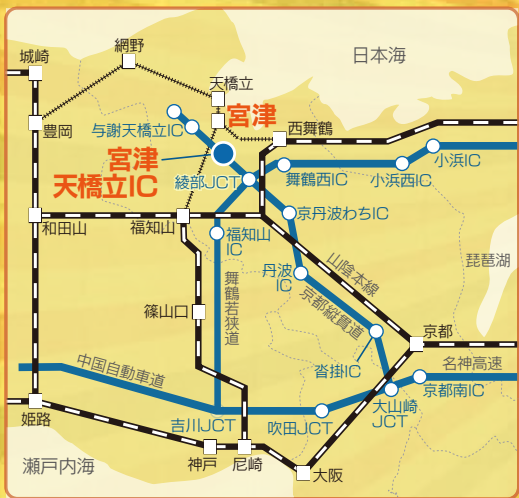 網野
城崎
日本海
天橋立
宮津
豊岡
与謝天橋立IC
西舞鶴
宮津
天橋立IC
綾部JCT
舞鶴西IC
小浜西IC
小浜IC
和田山
福知山
京丹波わちIC
福知山
IC
山陰本線
琵琶湖
丹波
IC
舞鶴若狭道
京都縦貫道
篠山口
京都
沓掛IC
名神高速
中国自動車道
大山崎
JCT
京都南IC
姫路
吉川JCT
吹田JCT
瀬戸内海
神戸
尼崎
大阪